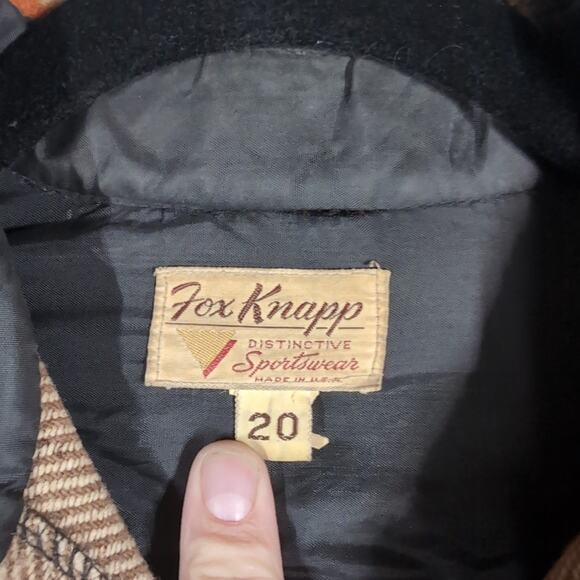 Fox Knapp
DISTINCTIVE
Sportswear
MADE IN U.S.A.
20